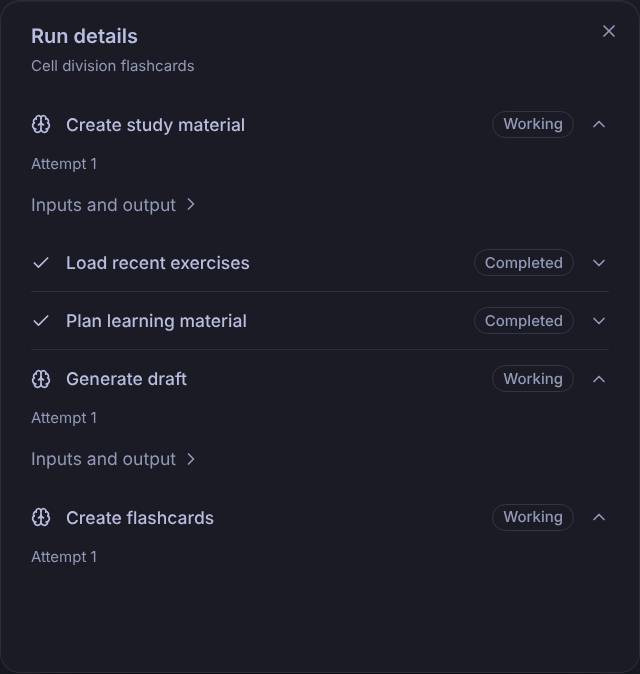 Run details
Cell division flashcards
Create study material
Working
Attempt 1
Inputs and output
Load recent exercises
Completed
Plan learning material
Completed
Generate draft
Working
Attempt 1
Inputs and output
Create flashcards
Working
Attempt 1